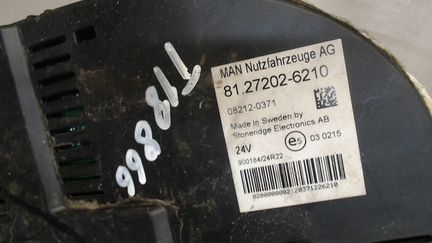 MAN Nutzfahrzeuge AG
81.27202-6210
08212-0371
Made in Sweden by
Stoneridge Electronics AB
24V e5 03 0215
900184/24R22